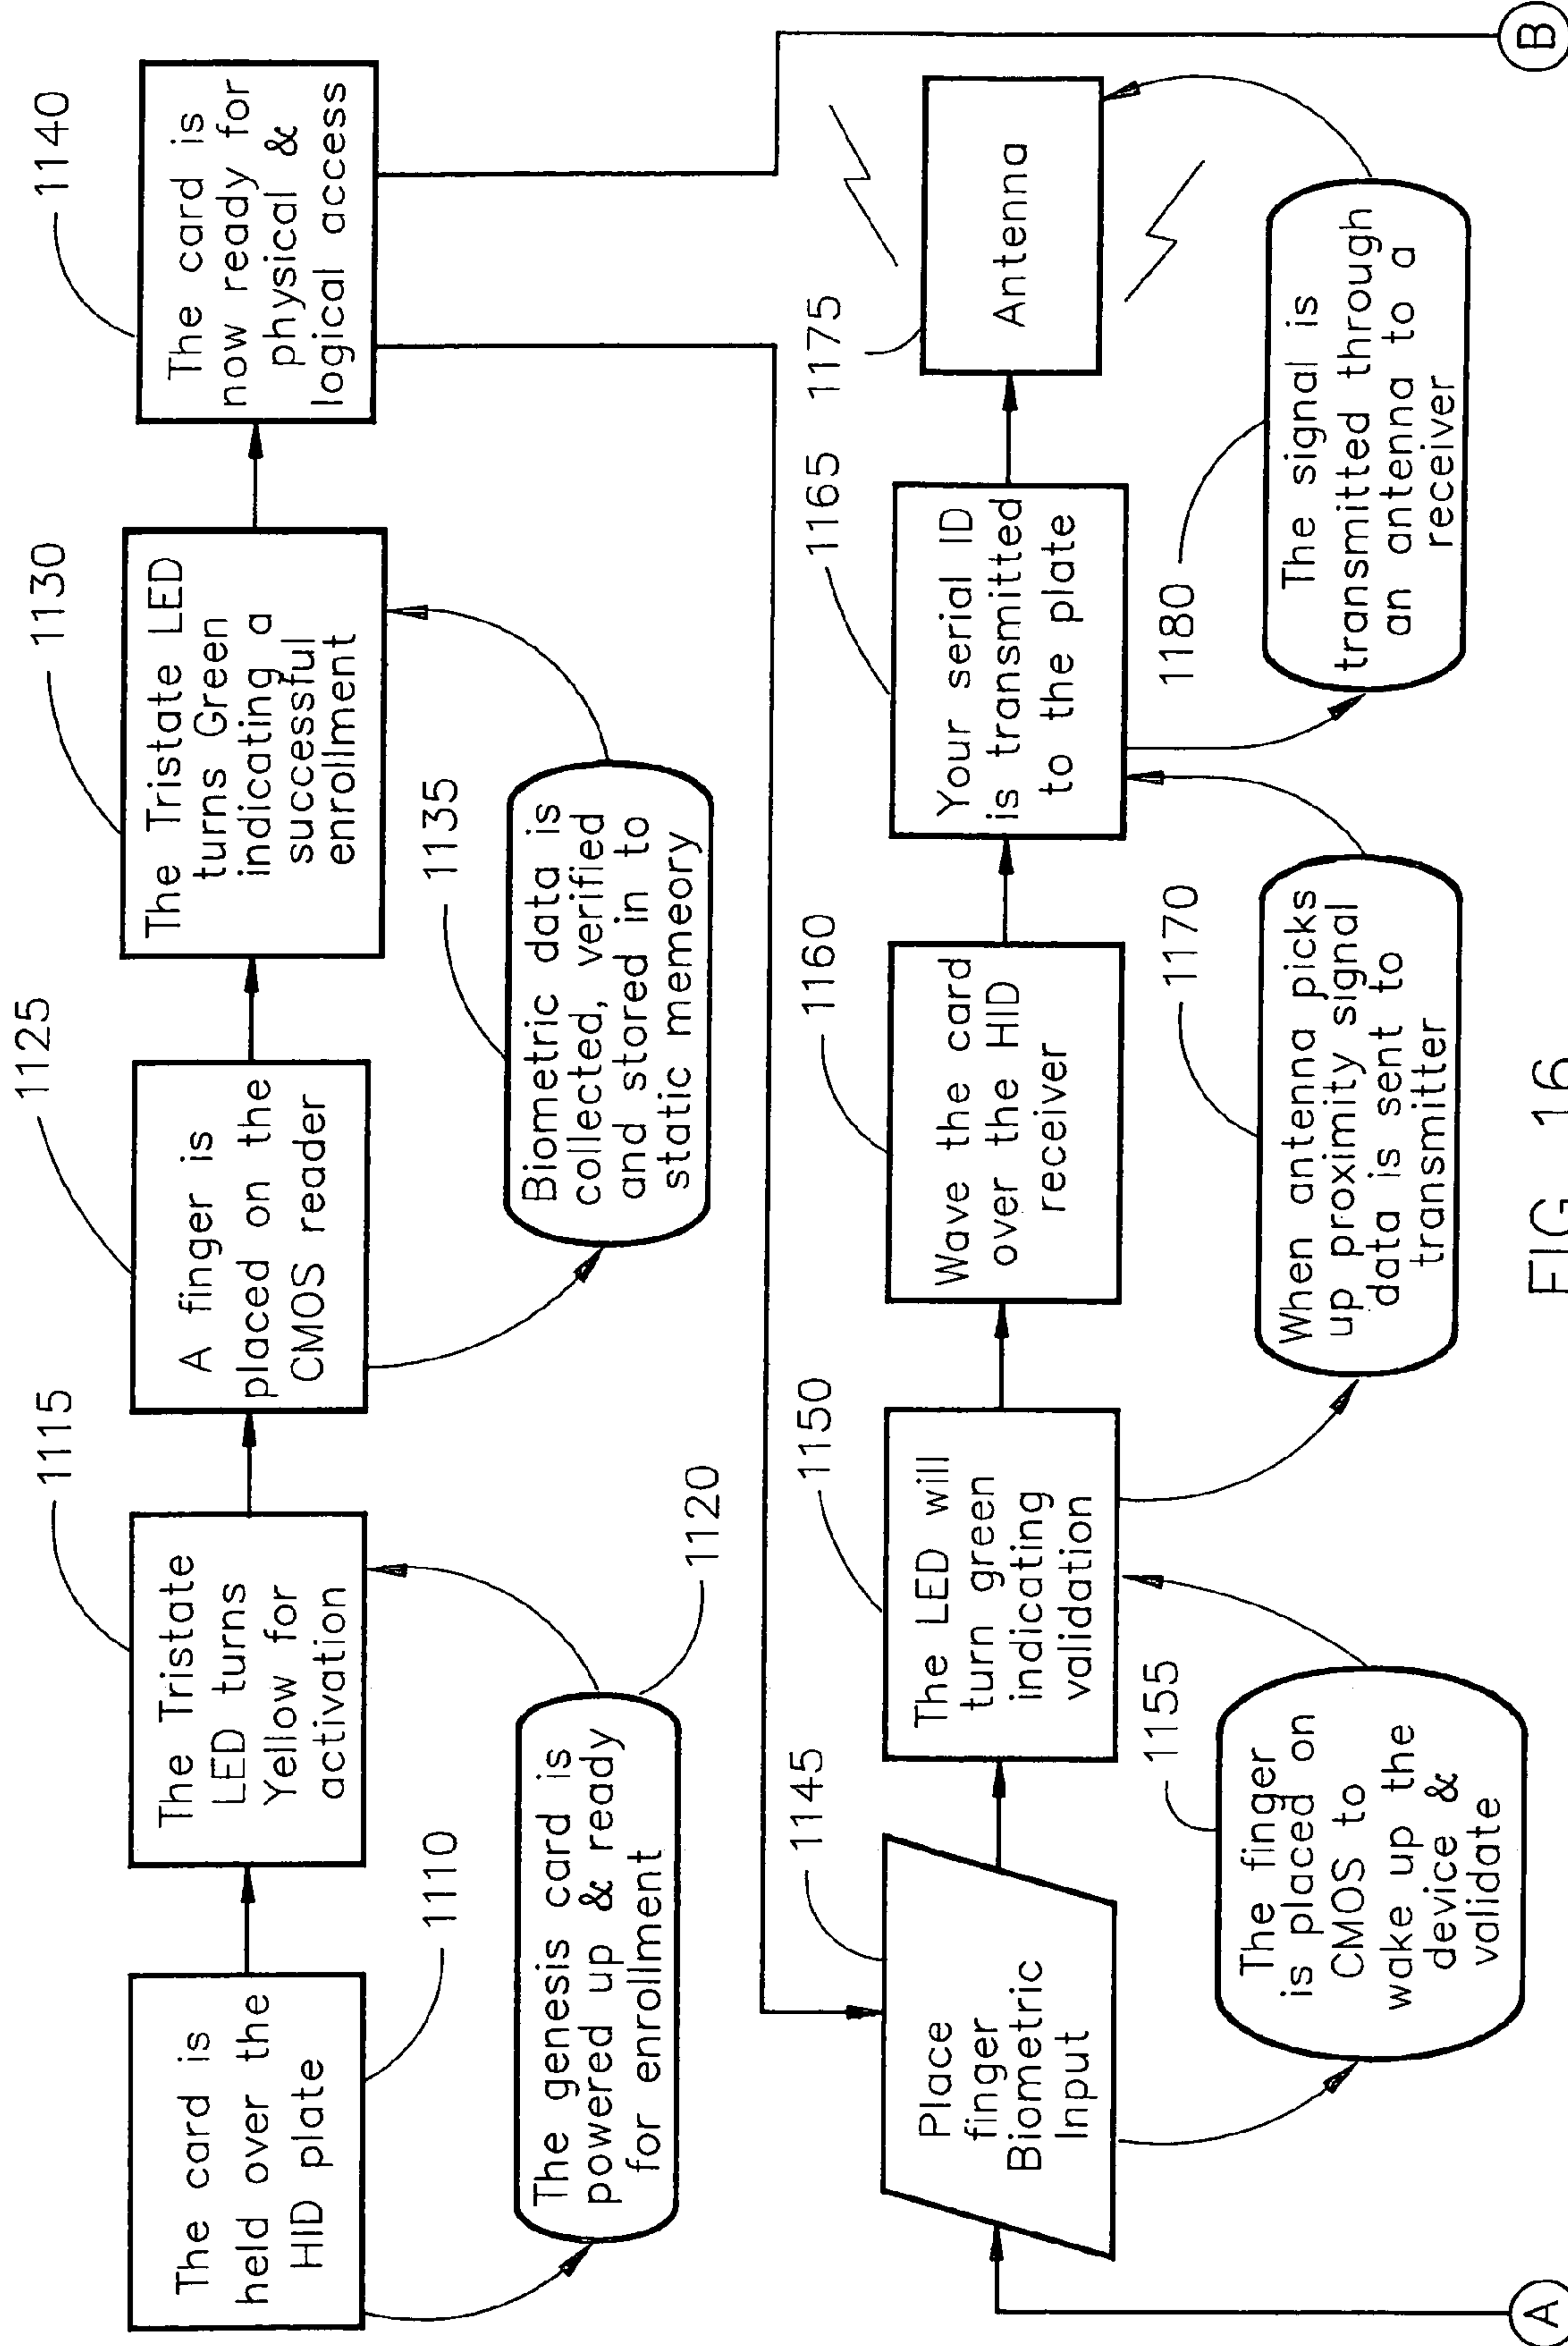 1110
The card is
held over the
HID plate
1115
The Tristate
LED turns
Yellow for
activation
1120
The genesis card is
powered up & ready
for enrollment
1125
A finger is
placed on the
CMOS reader
1130
The Tristate LED
turns Green
indicating a
successful
enrollment
1135
Biometric data is
collected, verified
and stored in to
static memeory
1140
The card is
now ready for
physical &
logical access
1145
Place
finger
Biometric
Input
1150
The LED will
turn green
indicating
validation
1155
The finger
is placed on
CMOS to
wake up the
device &
validate
1160
Wave the card
over the HID
receiver
1165
Your serial ID
is transmitted
to the plate
1170
When antenna picks
up proximity signal
data is sent to
transmitter
1175
Antenna
1180
The signal is
transmitted through
an antenna to a
receiver
A
B
FIG. 16